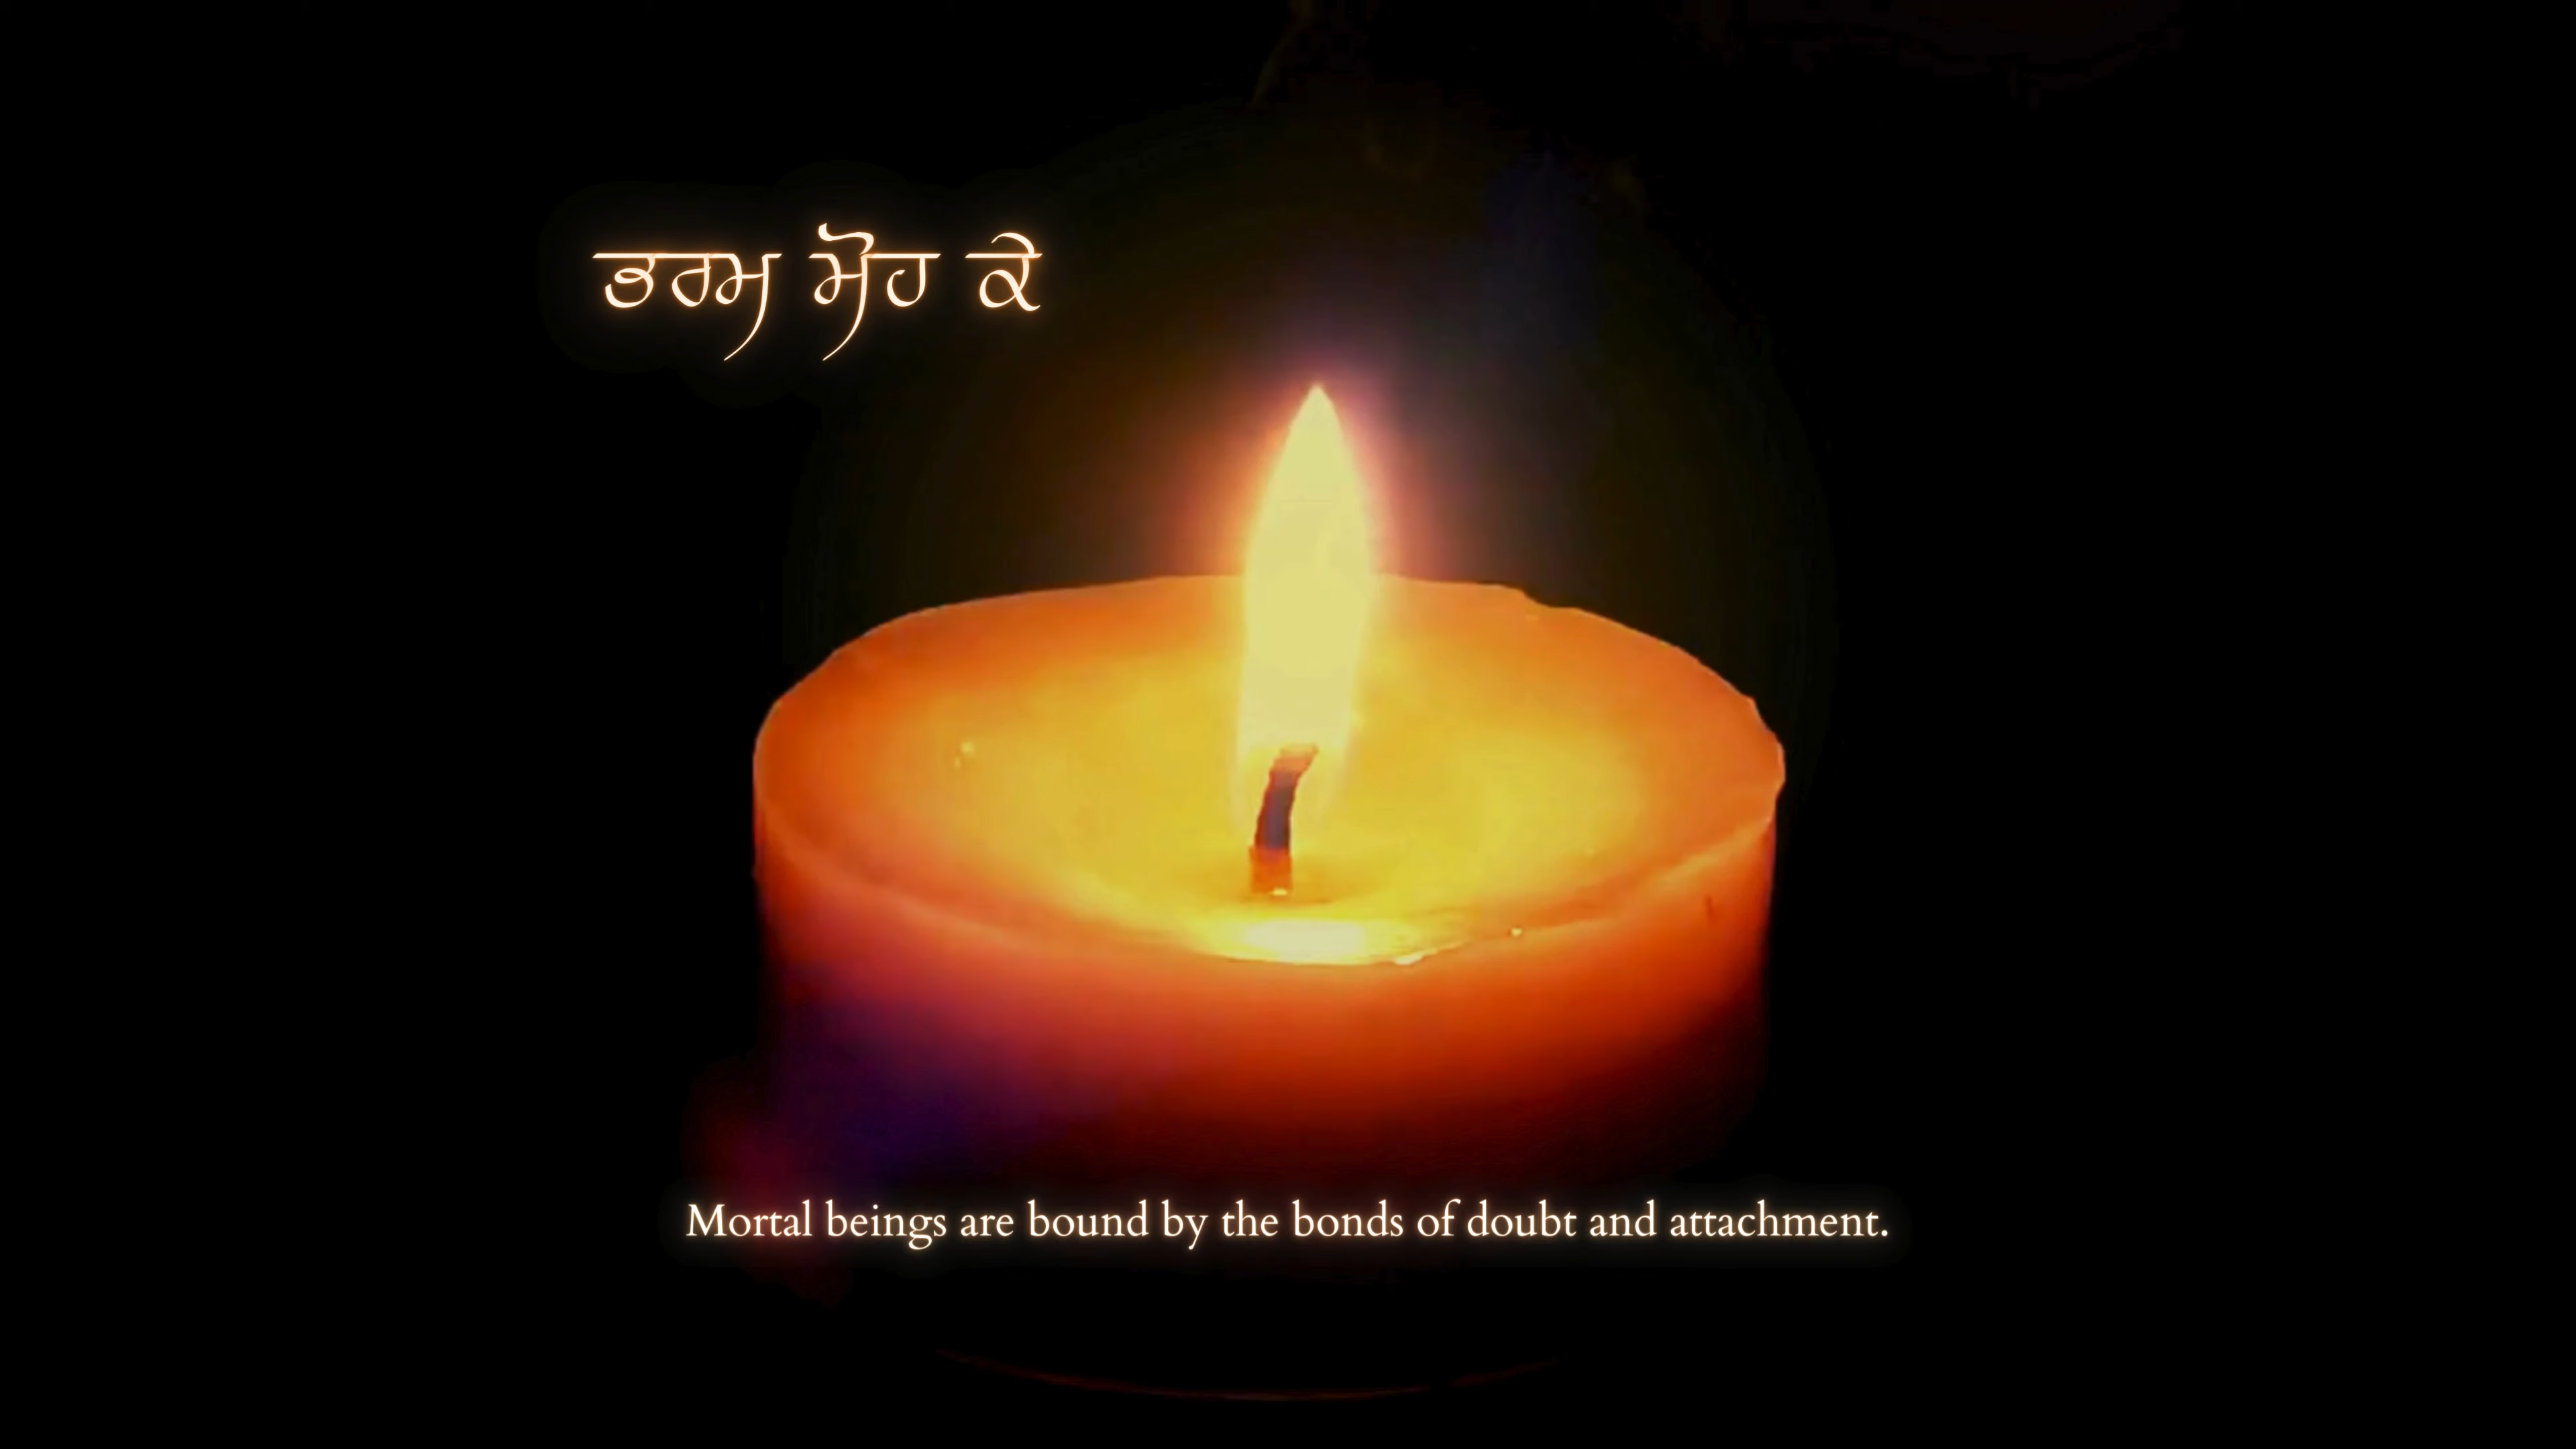 ਭਰਮ ਮੋਹ ਕੇ
Mortal beings are bound by the bonds of doubt and attachment.